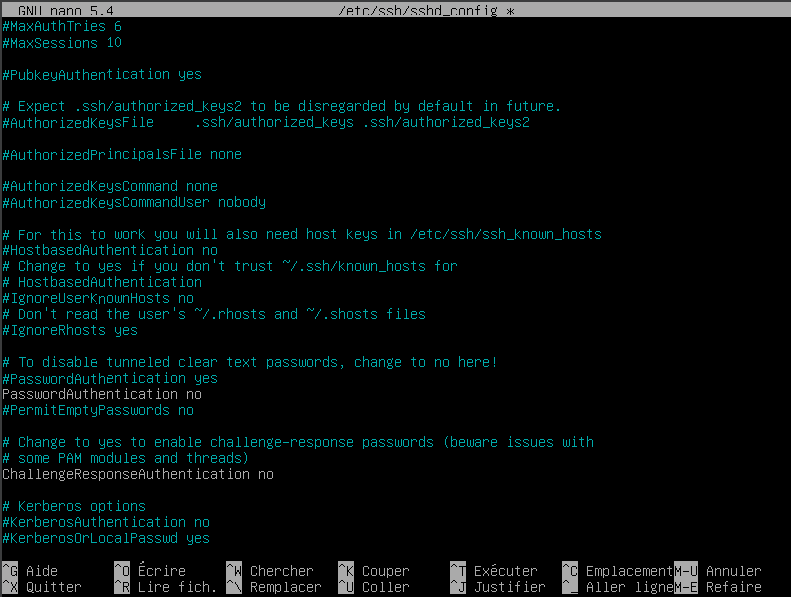 GNU nano 5.4 /etc/ssh/sshd_config *
#MaxAuthTries 6
#MaxSessions 10
#PubkeyAuthentication yes
# Expect .ssh/authorized_keys2 to be disregarded by default in future.
#AuthorizedKeysFile .ssh/authorized_keys .ssh/authorized_keys2
#AuthorizedPrincipalsFile none
#AuthorizedKeysCommand none
#AuthorizedKeysCommandUser nobody
# For this to work you will also need host keys in /etc/ssh/ssh_known_hosts
#HostbasedAuthentication no
# Change to yes if you don't trust ~/.ssh/known_hosts for
# HostbasedAuthentication
#IgnoreUserKnownHosts no
# Don't read the user's ~/.rhosts and ~/.shosts files
#IgnoreRhosts yes
# To disable tunneled clear text passwords, change to no here!
#PasswordAuthentication yes
PasswordAuthentication no
#PermitEmptyPasswords no
# Change to yes to enable challenge-response passwords (beware issues with
# some PAM modules and threads)
ChallengeResponseAuthentication no
# Kerberos options
#KerberosAuthentication no
#KerberosOrLocalPasswd yes
^G Aide ^O Écrire ^W Chercher ^K Couper ^T Exécuter ^C Emplacement M-U Annuler
^X Quitter ^R Lire fich. ^\ Remplacer ^U Coller ^J Justifier ^_ Aller ligne M-E Refaire